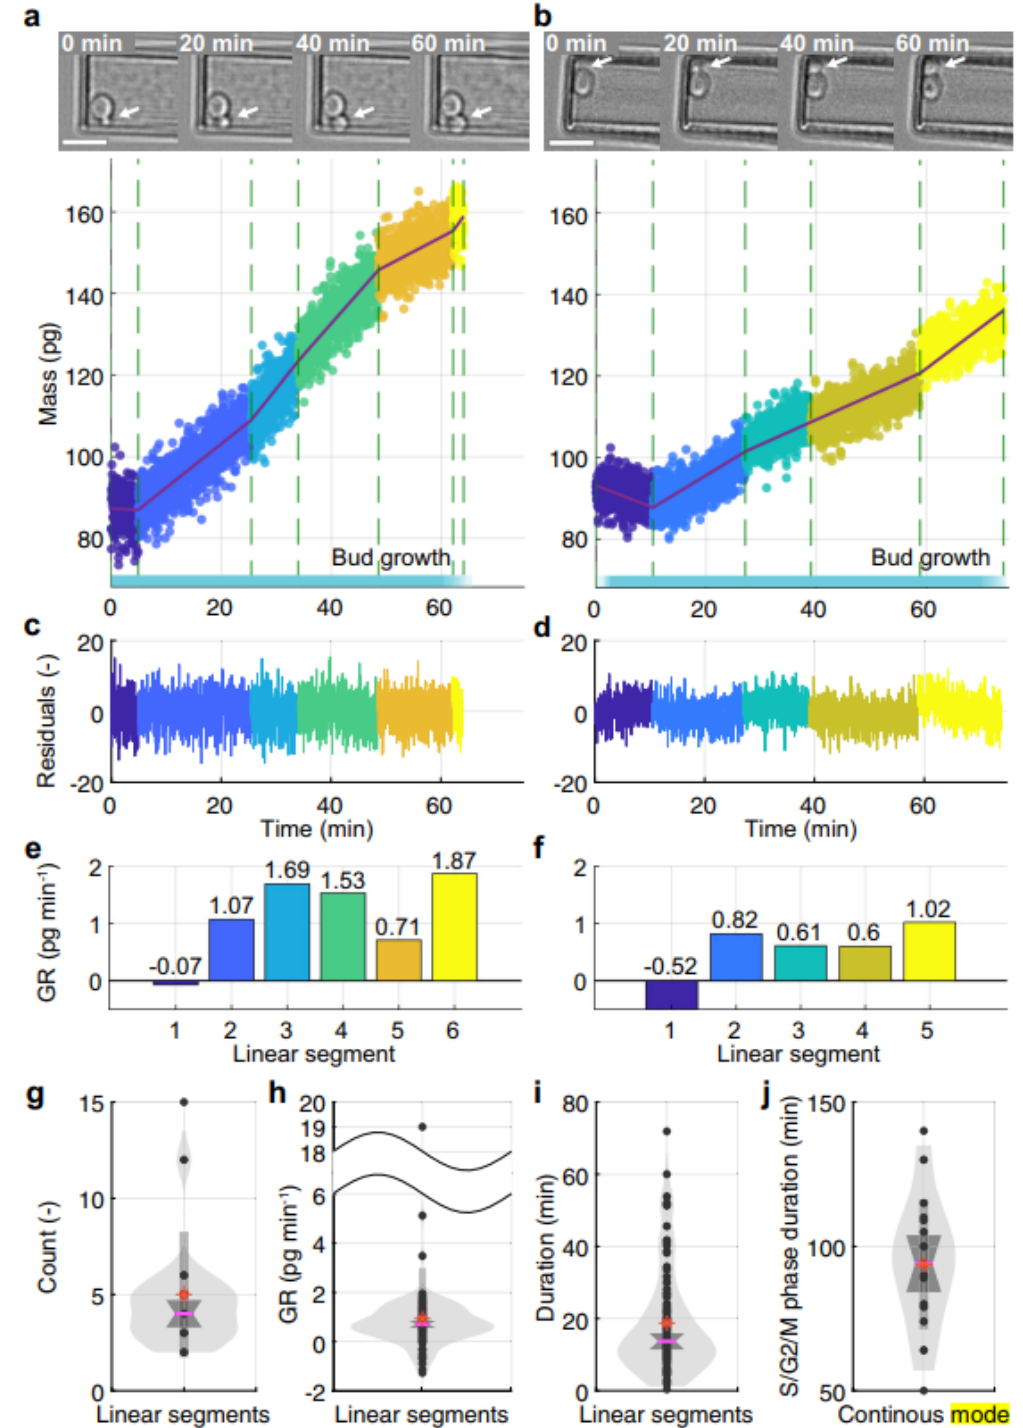 a
b
0 min 20 min 40 min 60 min
0 min 20 min 40 min 60 min
Mass (pg)
160
140
120
100
80
Bud growth
0 20 40 60
160
140
120
100
80
Bud growth
0 20 40 60
c
Residuals (-)
20
0
-20
0 20 40 60
Time (min)
d
20
0
-20
0 20 40 60
Time (min)
e
GR (pg min⁻¹)
2
1
0
-0.07 1.07 1.69 1.53 0.71 1.87
1 2 3 4 5 6
Linear segment
f
2
1
0
-0.52 0.82 0.61 0.6 1.02
1 2 3 4 5
Linear segment
g
Count (-)
15
10
5
0
Linear segments
h
GR (pg min⁻¹)
20
19
18
6
4
2
0
-2
Linear segments
i
Duration (min)
80
60
40
20
0
Linear segments
j
S/G2/M phase duration (min)
150
100
50
Continous mode